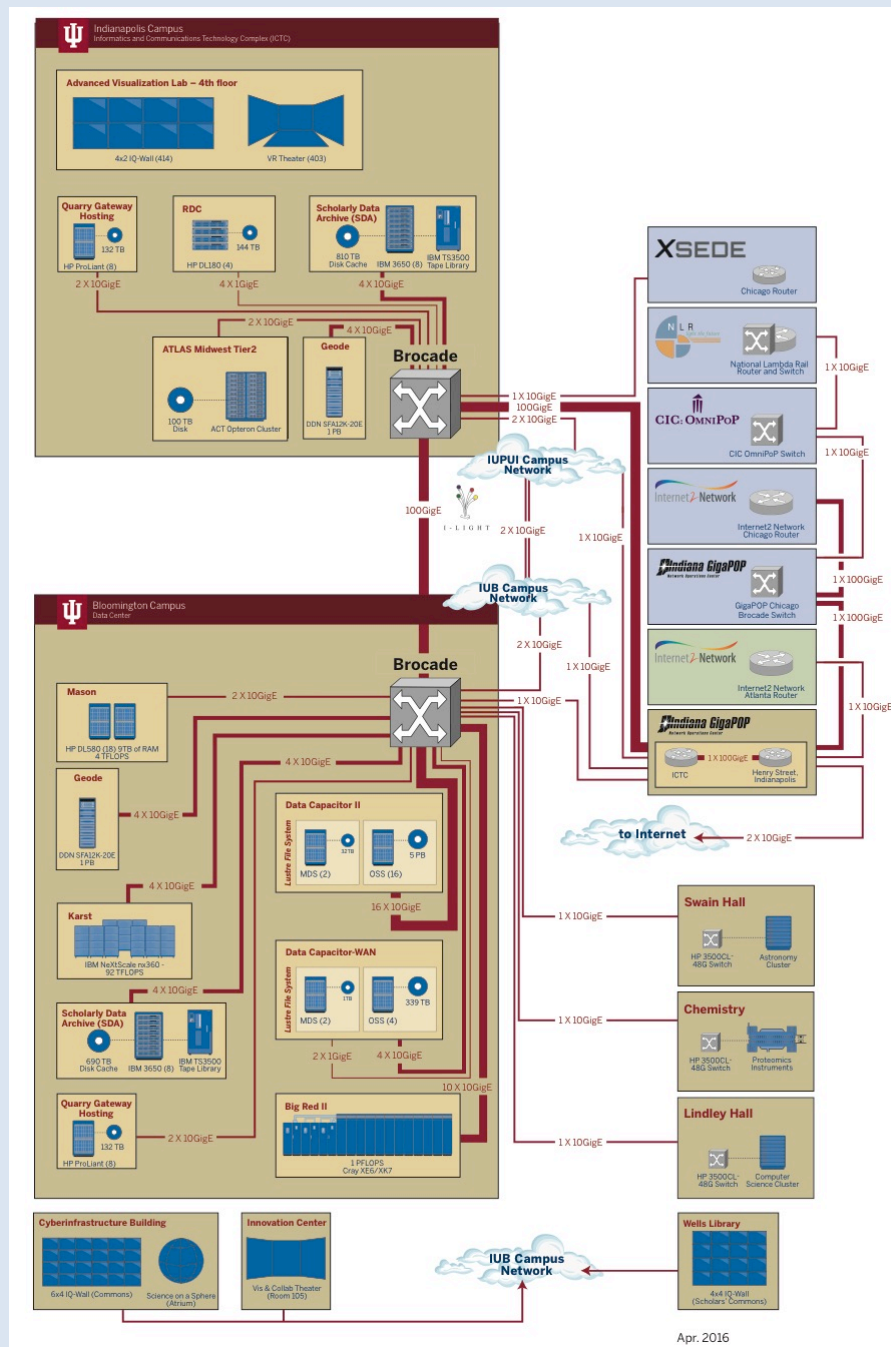 Indianapolis Campus
Informatics and Communications Technology Complex (ICTC)
Advanced Visualization Lab – 4th floor
4x2 IQ-Wall (414)
VR Theater (403)
Quarry Gateway
Hosting
132 TB
HP ProLiant (8)
RDC
144 TB
HP DL180 (4)
Scholarly Data
Archive (SDA)
810 TB
Disk Cache
IBM 3650 (8)
IBM TS3500
Tape Library
2 X 10GigE
4 X 1GigE
4 X 10GigE
2 X 10GigE
4 X 10GigE
ATLAS Midwest Tier2
100 TB
Disk
ACT Opteron Cluster
Geode
DDN SFA12K-20E
1 PB
Brocade
1 X 10GigE
100GigE
2 X 10GigE
XSEDE
Chicago Router
NLR
National Lambda Rail
Router and Switch
1 X 10GigE
CIC: OMNIPOP
CIC OmniPoP Switch
1 X 10GigE
Internet2 Network
Internet2 Network
Chicago Router
Indiana GigaPOP
Network Operations Center
GigaPOP Chicago
Brocade Switch
1 X 100GigE
1 X 100GigE
Internet2 Network
Internet2 Network
Atlanta Router
1 X 10GigE
Indiana GigaPOP
Network Operations Center
ICTC
1 X 100GigE
Henry Street,
Indianapolis
to Internet
2 X 10GigE
IUPUI Campus
Network
100GigE
I-LIGHT
2 X 10GigE
1 X 10GigE
IUB Campus
Network
2 X 10GigE
1 X 10GigE
1 X 10GigE
Bloomington Campus
Data Center
Brocade
Mason
HP DL580 (18) 9TB of RAM
4 TFLOPS
2 X 10GigE
Geode
DDN SFA12K-20E
1 PB
4 X 10GigE
4 X 10GigE
4 X 10GigE
Karst
IBM NeXtScale nx360 -
92 TFLOPS
4 X 10GigE
Scholarly Data
Archive (SDA)
690 TB
Disk Cache
IBM 3650 (8)
IBM TS3500
Tape Library
Quarry Gateway
Hosting
132 TB
HP ProLiant (8)
2 X 10GigE
Data Capacitor II
Lustre File System
MDS (2)
32TB
OSS (16)
5 PB
16 X 10GigE
Data Capacitor-WAN
Lustre File System
MDS (2)
1TB
OSS (4)
339 TB
2 X 1GigE
4 X 10GigE
10 X 10GigE
Big Red II
1 PFLOPS
Cray XE6/XK7
1 X 10GigE
Swain Hall
HP 3500CL-
48G Switch
Astronomy
Cluster
1 X 10GigE
Chemistry
HP 3500CL-
48G Switch
Proteomics
Instruments
1 X 10GigE
Lindley Hall
HP 3500CL-
48G Switch
Computer
Science Cluster
Cyberinfrastructure Building
6x4 IQ-Wall (Commons)
Science on a Sphere
(Atrium)
Innovation Center
Vis & Collab Theater
(Room 105)
IUB Campus
Network
Wells Library
4x4 IQ-Wall
(Scholars' Commons)
Apr. 2016